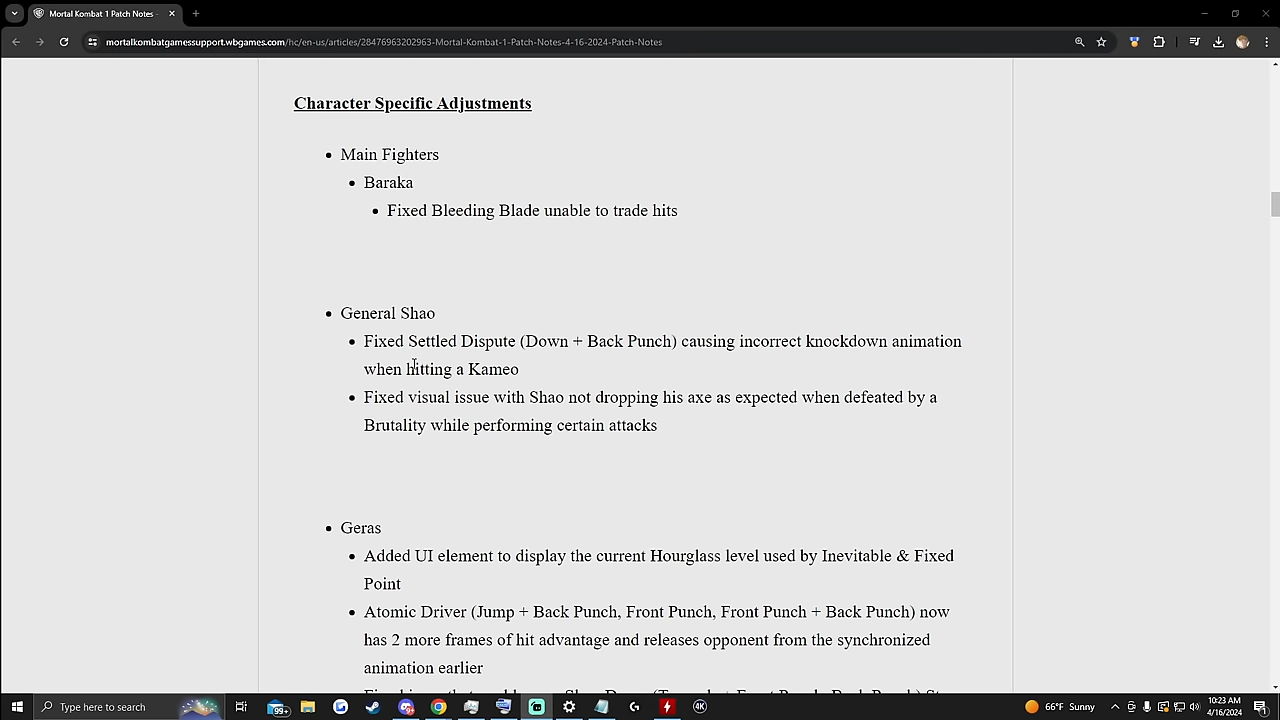 Mortal Kombat 1 Patch Notes -
mortalkombatgamessupport.wbgames.com/hc/en-us/articles/28476963202963-Mortal-Kombat-1-Patch-Notes-4-16-2024-Patch-Notes
Character Specific Adjustments
Main Fighters
Baraka
Fixed Bleeding Blade unable to trade hits
General Shao
Fixed Settled Dispute (Down + Back Punch) causing incorrect knockdown animation
when hitting a Kameo
Fixed visual issue with Shao not dropping his axe as expected when defeated by a
Brutality while performing certain attacks
Geras
Added UI element to display the current Hourglass level used by Inevitable & Fixed
Point
Atomic Driver (Jump + Back Punch, Front Punch, Front Punch + Back Punch) now
has 2 more frames of hit advantage and releases opponent from the synchronized
animation earlier
Type here to search
99+
4K
66°F Sunny
10:23 AM
4/16/2024